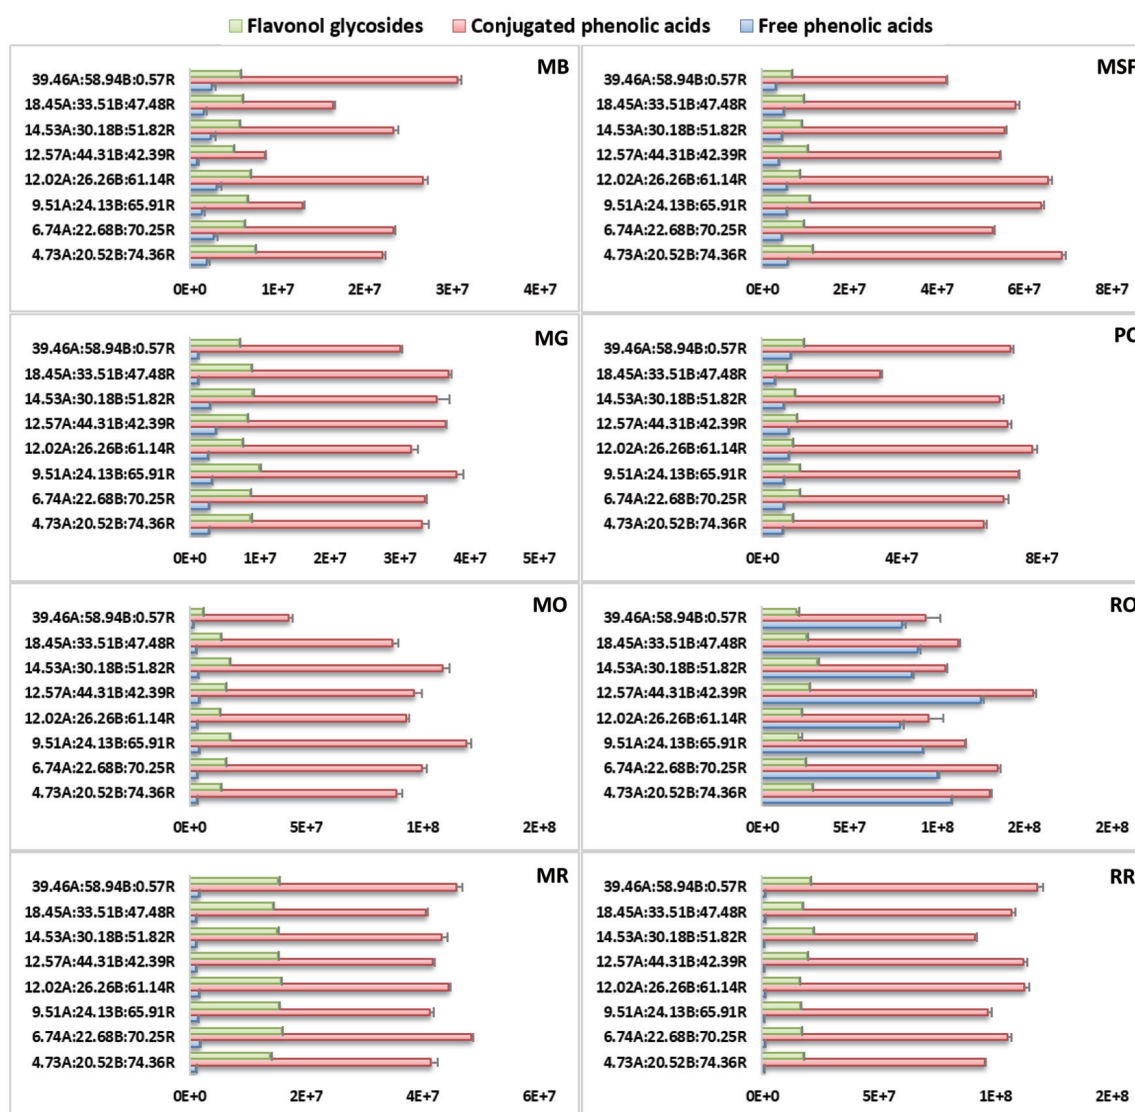 Flavonol glycosides Conjugated phenolic acids Free phenolic acids
MB
39.46A:58.94B:0.57R
18.45A:33.51B:47.48R
14.53A:30.18B:51.82R
12.57A:44.31B:42.39R
12.02A:26.26B:61.14R
9.51A:24.13B:65.91R
6.74A:22.68B:70.25R
4.73A:20.52B:74.36R
0E+0 1E+7 2E+7 3E+7 4E+7
MSF
39.46A:58.94B:0.57R
18.45A:33.51B:47.48R
14.53A:30.18B:51.82R
12.57A:44.31B:42.39R
12.02A:26.26B:61.14R
9.51A:24.13B:65.91R
6.74A:22.68B:70.25R
4.73A:20.52B:74.36R
0E+0 2E+7 4E+7 6E+7 8E+7
MG
39.46A:58.94B:0.57R
18.45A:33.51B:47.48R
14.53A:30.18B:51.82R
12.57A:44.31B:42.39R
12.02A:26.26B:61.14R
9.51A:24.13B:65.91R
6.74A:22.68B:70.25R
4.73A:20.52B:74.36R
0E+0 1E+7 2E+7 3E+7 4E+7 5E+7
39.46A:58.94B:0.57R
18.45A:33.51B:47.48R
14.53A:30.18B:51.82R
12.57A:44.31B:42.39R
12.02A:26.26B:61.14R
9.51A:24.13B:65.91R
6.74A:22.68B:70.25R
4.73A:20.52B:74.36R
0E+0 4E+7 8E+7
MO
39.46A:58.94B:0.57R
18.45A:33.51B:47.48R
14.53A:30.18B:51.82R
12.57A:44.31B:42.39R
12.02A:26.26B:61.14R
9.51A:24.13B:65.91R
6.74A:22.68B:70.25R
4.73A:20.52B:74.36R
0E+0 5E+7 1E+8 2E+8
RO
39.46A:58.94B:0.57R
18.45A:33.51B:47.48R
14.53A:30.18B:51.82R
12.57A:44.31B:42.39R
12.02A:26.26B:61.14R
9.51A:24.13B:65.91R
6.74A:22.68B:70.25R
4.73A:20.52B:74.36R
0E+0 5E+7 1E+8 2E+8 2E+8
MR
39.46A:58.94B:0.57R
18.45A:33.51B:47.48R
14.53A:30.18B:51.82R
12.57A:44.31B:42.39R
12.02A:26.26B:61.14R
9.51A:24.13B:65.91R
6.74A:22.68B:70.25R
4.73A:20.52B:74.36R
0E+0 2E+7 4E+7 6E+7
RR
39.46A:58.94B:0.57R
18.45A:33.51B:47.48R
14.53A:30.18B:51.82R
12.57A:44.31B:42.39R
12.02A:26.26B:61.14R
9.51A:24.13B:65.91R
6.74A:22.68B:70.25R
4.73A:20.52B:74.36R
0E+0 5E+7 1E+8 2E+8